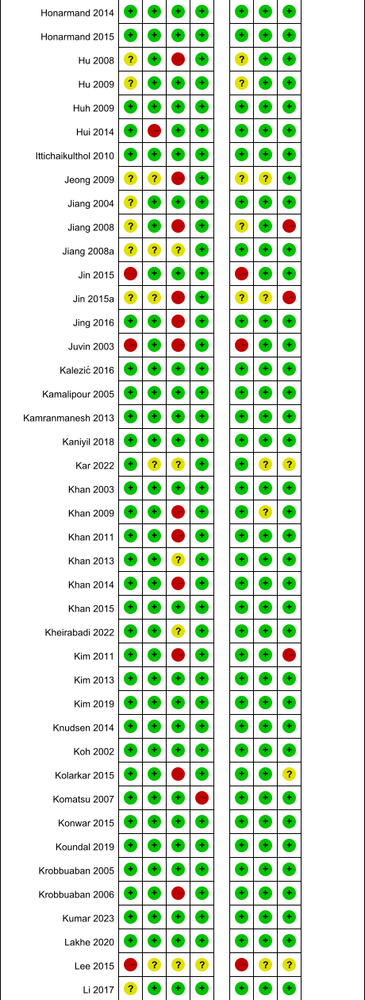 Honarmand 2014 + + + + + + +
Honarmand 2015 + + + + + + +
Hu 2008 ? + - + ? + +
Hu 2009 ? + + + ? + +
Huh 2009 + + + + + + +
Hui 2014 + - + + + + +
Ittichaikulthol 2010 + + + + + + +
Jeong 2009 ? ? - + ? ? +
Jiang 2004 ? + + + + + +
Jiang 2008 ? + - + ? + -
Jiang 2008a ? ? ? + + + +
Jin 2015 - + + + - + +
Jin 2015a ? ? - + ? ? -
Jing 2016 + + - + + + +
Juvin 2003 - + - + - + +
Kalezić 2016 + + + + + + +
Kamalipour 2005 + + + + + + +
Kamranmanesh 2013 + + + + + + +
Kaniyil 2018 + + + + + + +
Kar 2022 + ? ? + + ? ?
Khan 2003 + + + + + + +
Khan 2009 + + - + + ? +
Khan 2011 + + - + + + +
Khan 2013 + + ? + + + +
Khan 2014 + + - + + + +
Khan 2015 + + + + + + +
Kheirabadi 2022 + + ? + + + +
Kim 2011 + + - + + + -
Kim 2013 + + + + + + +
Kim 2019 + + + + + + +
Knudsen 2014 + + + + + + +
Koh 2002 + + + + + + +
Kolarkar 2015 + + - + + + ?
Komatsu 2007 + + + - + + +
Konwar 2015 + + + + + + +
Koundal 2019 + + + + + + +
Krobbuaban 2005 + + + + + + +
Krobbuaban 2006 + + - + + + +
Kumar 2023 + + + + + + +
Lakhe 2020 + + + + + + +
Lee 2015 - ? ? ? - ? ?
Li 2017 ? + + + + + +